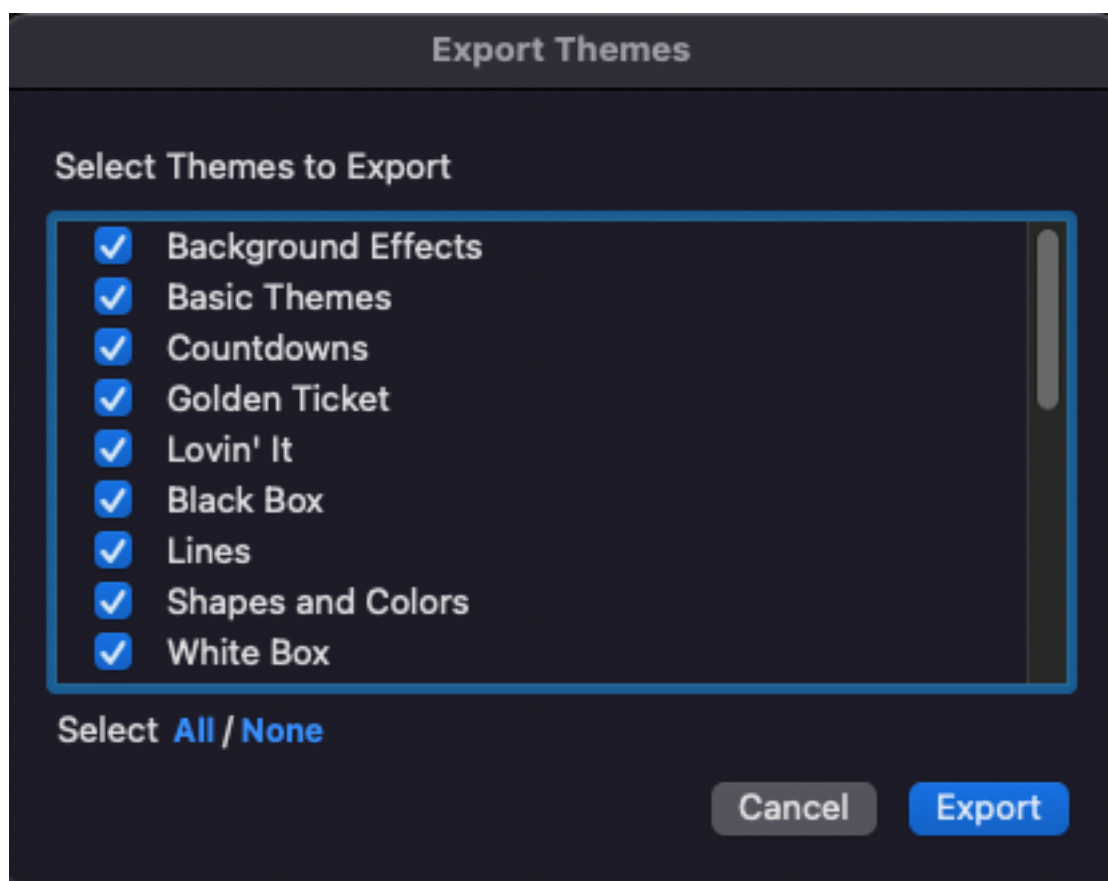 Export Themes
Select Themes to Export
Background Effects
Basic Themes
Countdowns
Golden Ticket
Lovin' It
Black Box
Lines
Shapes and Colors
White Box
Select All / None
Cancel Export